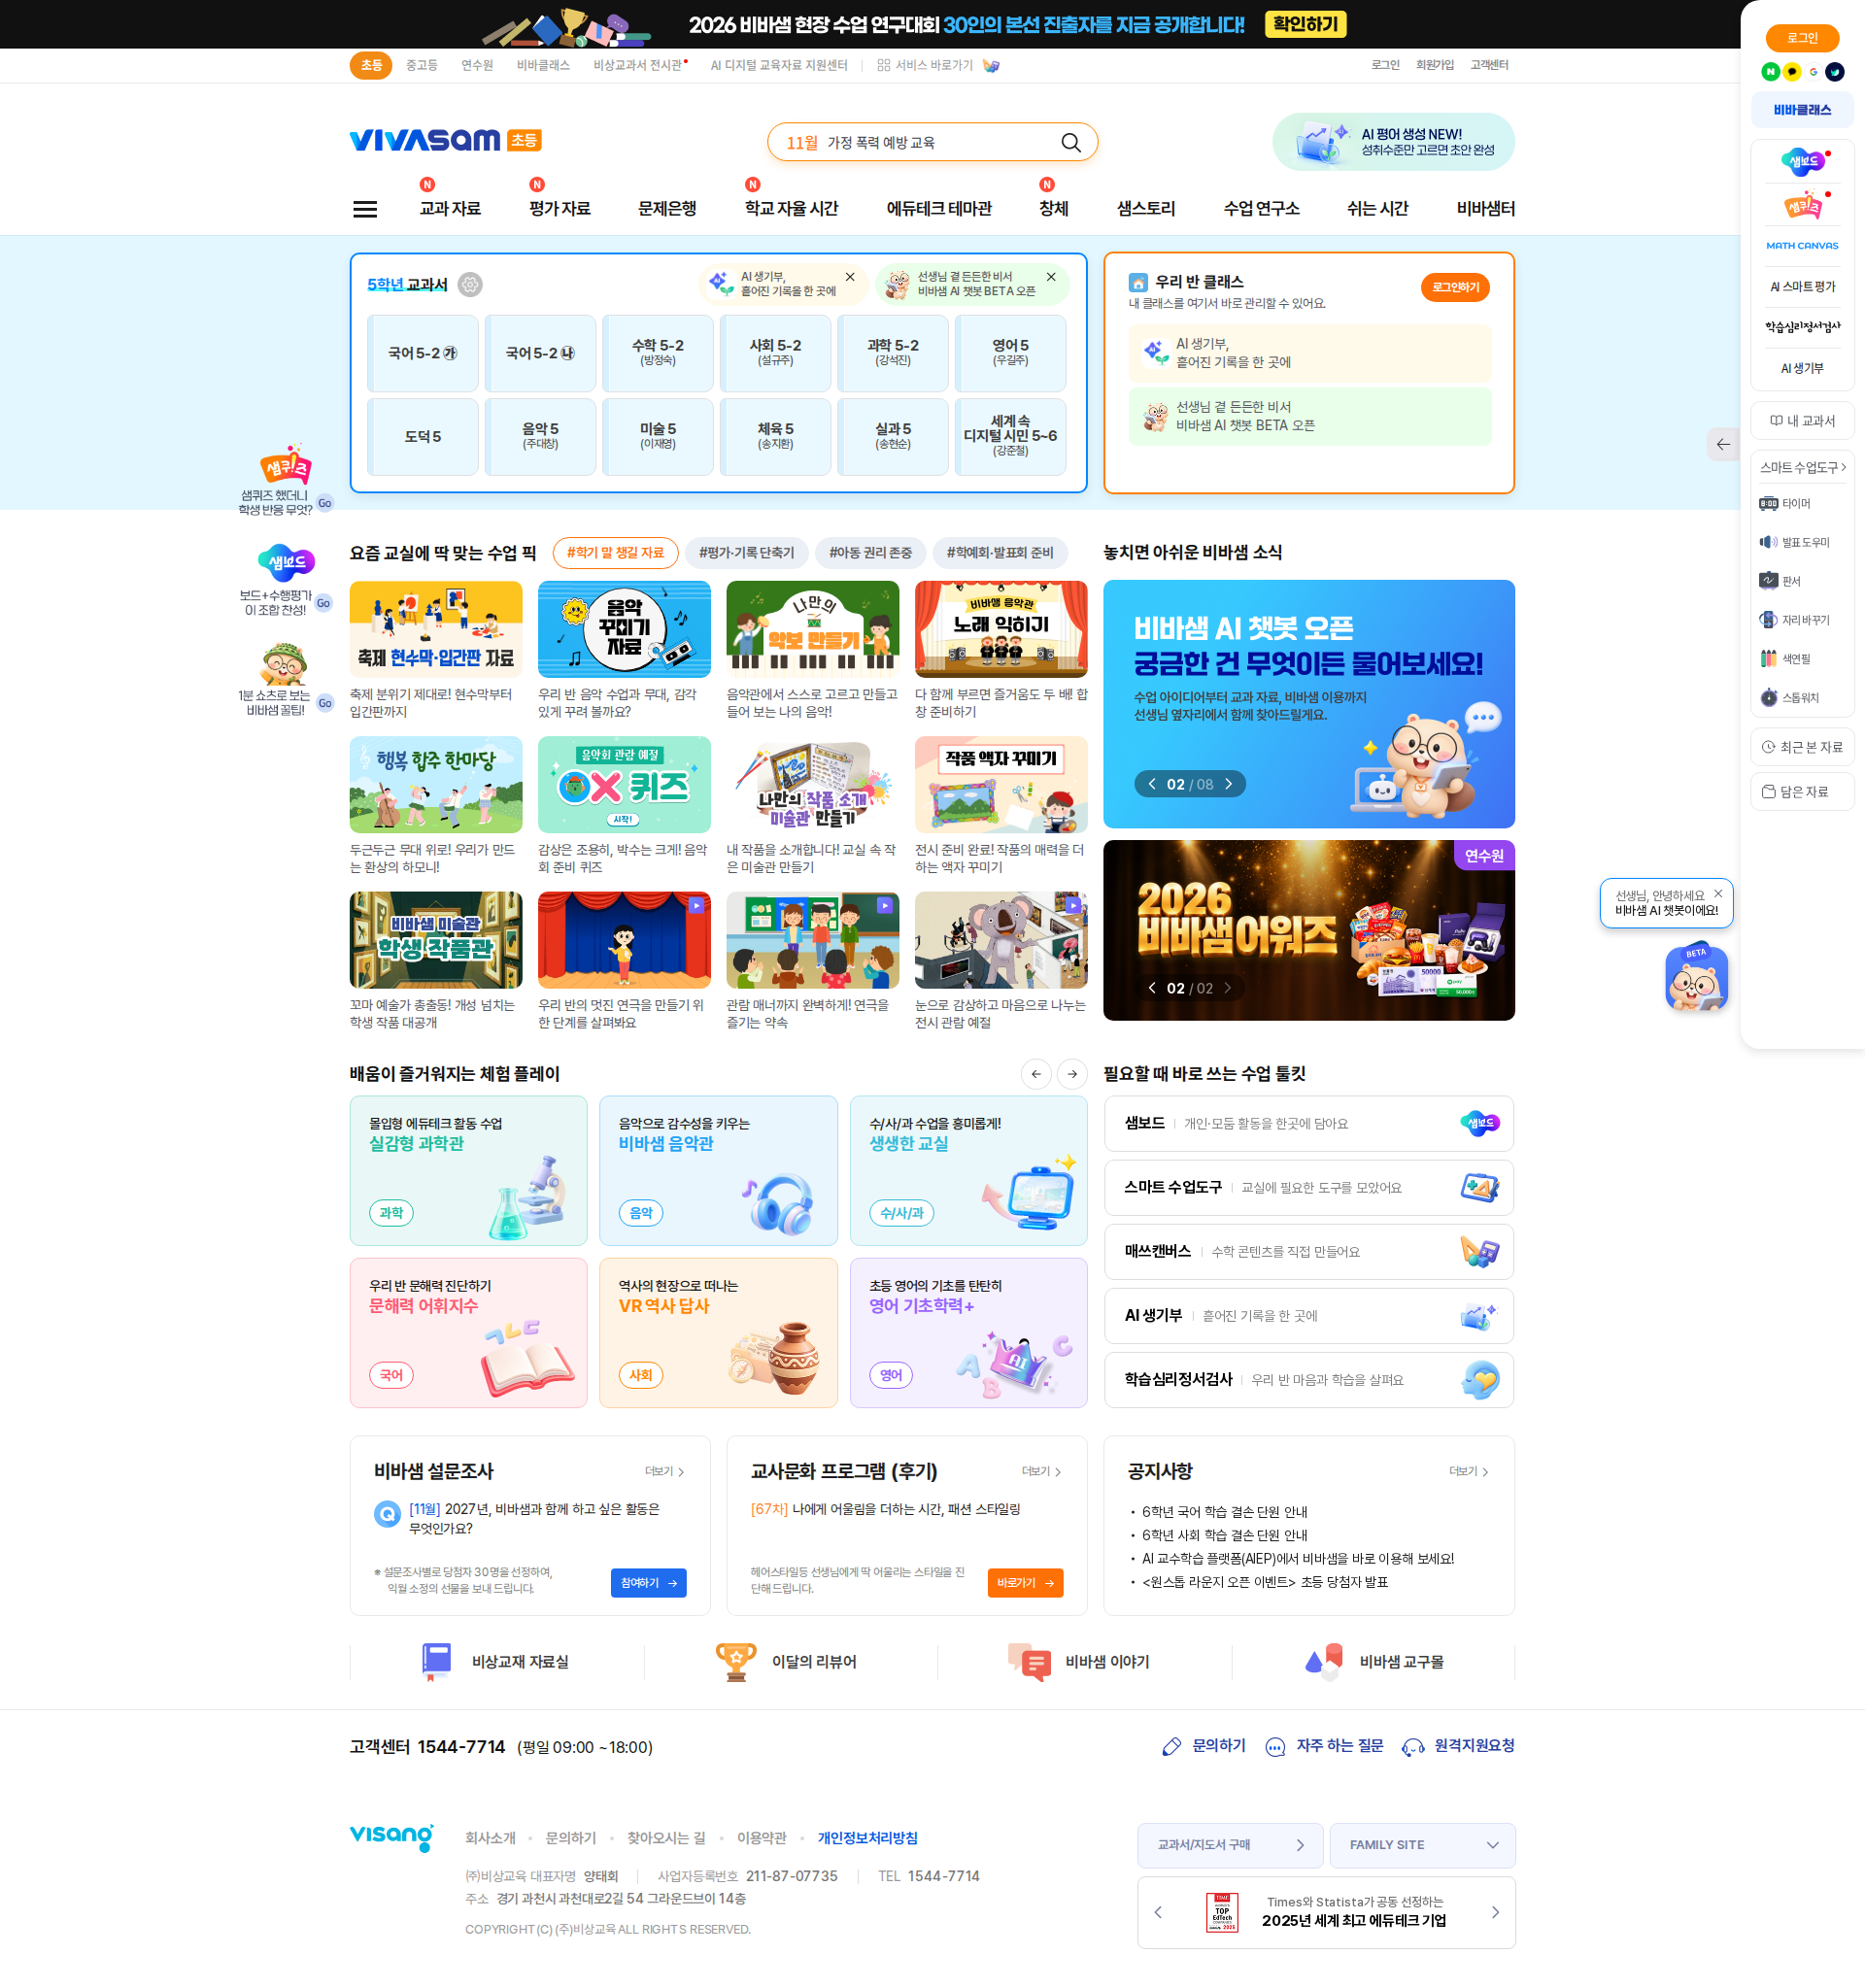 2026 비바샘 현장 수업 연구대회 30인의 본선 진출자를 지금 공개합니다! 확인하기
초등 중고등 연수원 비바클래스 비상교과서 전시관 AI 디지털 교육자료 지원센터 서비스 바로가기
로그인 회원가입 고객센터
VIVASAM 초등
11월 가정 폭력 예방 교육
AI 평어 생성 NEW!
성취수준만 고르면 초안 완성
N N N N
교과 자료 평가 자료 문제은행 학교 자율 시간 에듀테크 테마관 창체 샘스토리 수업 연구소 쉬는 시간 비바샘터
5학년 교과서
AI 생기부,
흩어진 기록을 한 곳에
선생님 곁 든든한 비서
비바샘 AI 챗봇 BETA 오픈
국어 5-2 ㉮
국어 5-2 ㉯
수학 5-2
(방정숙)
사회 5-2
(설규주)
과학 5-2
(강석진)
영어 5
(우길주)
도덕 5
음악 5
(주대창)
미술 5
(이재영)
체육 5
(송지환)
실과 5
(송현순)
세계 속
디지털 시민 5~6
(강준철)
우리 반 클래스
내 클래스를 여기서 바로 관리할 수 있어요.
로그인하기
AI 생기부,
흩어진 기록을 한 곳에
선생님 곁 든든한 비서
비바샘 AI 챗봇 BETA 오픈
샘퀴즈
샘퀴즈 했더니
학생 반응 무엇?
Go
샘보드
보드+수행평가
이 조합 찬성!
Go
1분 쇼츠로 보는
비바샘 꿀팁!
Go
요즘 교실에 딱 맞는 수업 픽
#학기 말 챙길 자료 #평가·기록 단축기 #아동 권리 존중 #학예회·발표회 준비
축제 현수막·입간판 자료
축제 분위기 제대로! 현수막부터
입간판까지
음악
꾸미기
자료
우리 반 음악 수업과 무대, 감각
있게 꾸려 볼까요?
나만의
악보 만들기
음악관에서 스스로 고르고 만들고
들어 보는 나의 음악!
비바샘 음악관
노래 익히기
다 함께 부르면 즐거움도 두 배! 합
창 준비하기
행복 합주 한마당
두근두근 무대 위로! 우리가 만드
는 환상의 하모니!
음악회 관람 예절
OX 퀴즈
시작!
감상은 조용히, 박수는 크게! 음악
회 준비 퀴즈
나만의 작품 소개
미술관 만들기
내 작품을 소개합니다! 교실 속 작
은 미술관 만들기
작품 액자 꾸미기
전시 준비 완료! 작품의 매력을 더
하는 액자 꾸미기
비바샘 미술관
학생 작품관
꼬마 예술가 총출동! 개성 넘치는
학생 작품 대공개
우리 반의 멋진 연극을 만들기 위
한 단계를 살펴봐요
관람 매너까지 완벽하게! 연극을
즐기는 약속
눈으로 감상하고 마음으로 나누는
전시 관람 예절
놓치면 아쉬운 비바샘 소식
비바샘 AI 챗봇 오픈
궁금한 건 무엇이든 물어보세요!
수업 아이디어부터 교과 자료, 비바샘 이용까지
선생님 옆자리에서 함께 찾아드릴게요.
02 / 08
연수원
2026
비바샘 어워즈
50000
pay
02 / 02
배움이 즐거워지는 체험 플레이
몰입형 에듀테크 활동 수업
실감형 과학관
과학
음악으로 감수성을 키우는
비바샘 음악관
음악
수/사/과 수업을 흥미롭게!
생생한 교실
수/사/과
우리 반 문해력 진단하기
문해력 어휘지수
국어
역사의 현장으로 떠나는
VR 역사 답사
사회
초등 영어의 기초를 탄탄히
영어 기초학력+
영어
A B C AI
필요할 때 바로 쓰는 수업 툴킷
샘보드 개인·모둠 활동을 한곳에 담아요
샘보드
스마트 수업도구 교실에 필요한 도구를 모았어요
매쓰캔버스 수학 콘텐츠를 직접 만들어요
AI 생기부 흩어진 기록을 한 곳에
학습심리정서검사 우리 반 마음과 학습을 살펴요
비바샘 설문조사 더보기
Q [11월] 2027년, 비바샘과 함께 하고 싶은 활동은
무엇인가요?
※ 설문조사별로 당첨자 30명을 선정하여,
익월 소정의 선물을 보내 드립니다.
참여하기
교사문화 프로그램 (후기) 더보기
[67차] 나에게 어울림을 더하는 시간, 패션 스타일링
헤어스타일등 선생님에게 딱 어울리는 스타일을 진
단해 드립니다.
바로가기
공지사항 더보기
• 6학년 국어 학습 결손 단원 안내
• 6학년 사회 학습 결손 단원 안내
• AI 교수학습 플랫폼(AIEP)에서 비바샘을 바로 이용해 보세요!
• <원스톱 라운지 오픈 이벤트> 초등 당첨자 발표
비상교재 자료실 이달의 리뷰어 비바샘 이야기 비바샘 교구몰
고객센터 1544-7714 (평일 09:00 ~18:00)
문의하기 자주 하는 질문 원격지원요청
visang
회사소개 문의하기 찾아오시는 길 이용약관 개인정보처리방침
㈜비상교육 대표자명 양태회 사업자등록번호 211-87-07735 TEL 1544-7714
주소 경기 과천시 과천대로2길 54 그라운드브이 14층
COPYRIGHT(C) (주)비상교육 ALL RIGHTS RESERVED.
교과서/지도서 구매
FAMILY SITE
TIME
TOP
EdTech
2025
Times와 Statista가 공동 선정하는
2025년 세계 최고 에듀테크 기업
로그인
N G
비바클래스
샘보드
샘퀴즈
MATH CANVAS
AI 스마트 평가
학습심리정서검사
AI 생기부
내 교과서
스마트 수업도구
8:00 타이머
발표 도우미
판서
자리 바꾸기
색연필
스톱워치
최근 본 자료
담은 자료
선생님, 안녕하세요
비바샘 AI 챗봇이에요!
BETA